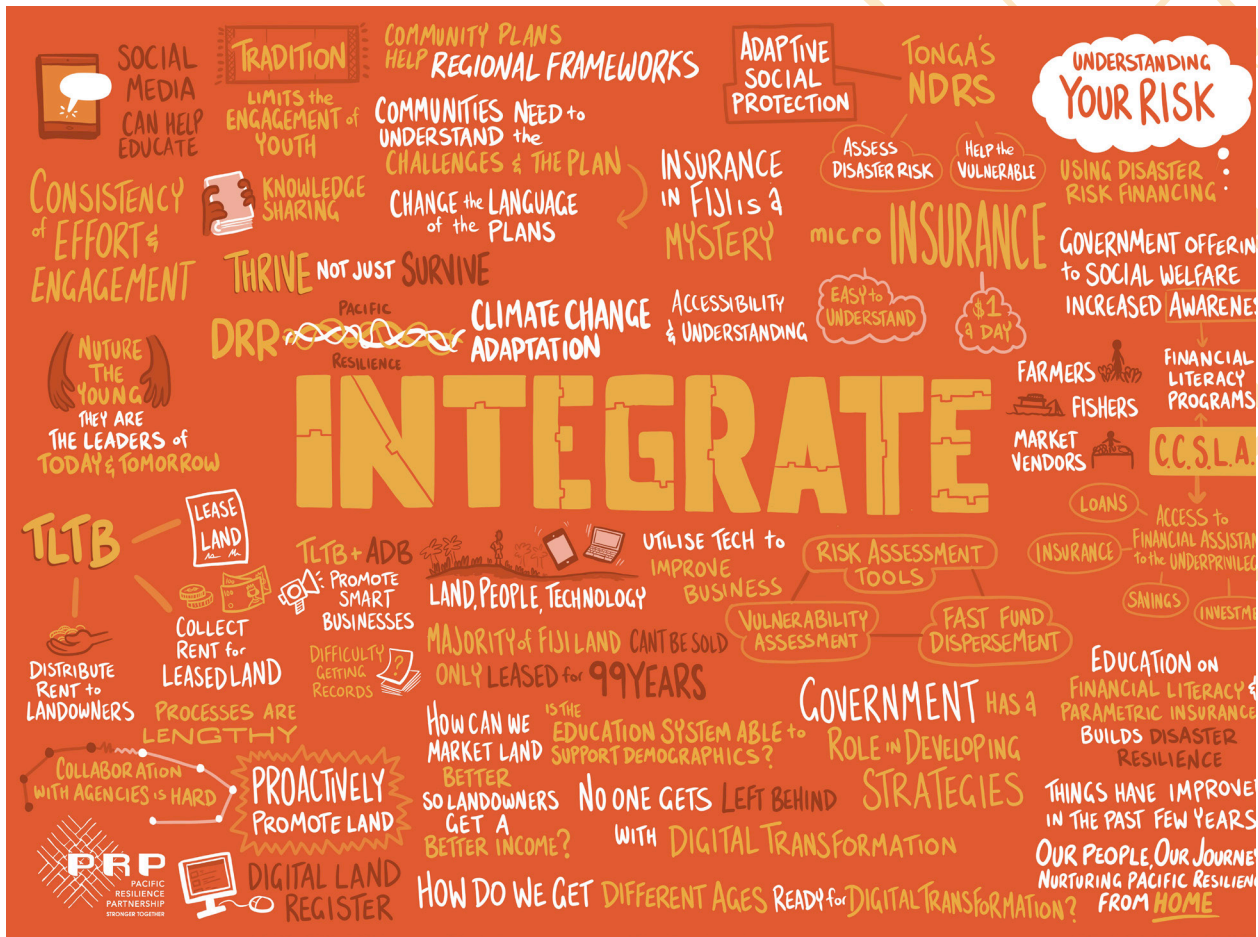 SOCIAL
MEDIA
CAN HELP
EDUCATE
TRADITION
LIMITS the
ENGAGEMENT of
YOUTH
COMMUNITY PLANS
HELP REGIONAL FRAMEWORKS
COMMUNITIES NEED to
UNDERSTAND the
CHALLENGES & THE PLAN
CHANGE the LANGUAGE
of the PLANS
ADAPTIVE
SOCIAL
PROTECTION
TONGA'S
NDRS
ASSESS
DISASTER RISK
HELP the
VULNERABLE
UNDERSTANDING
YOUR RISK
USING DISASTER
RISK FINANCING
CONSISTENCY
of EFFORT &
ENGAGEMENT
KNOWLEDGE
SHARING
THRIVE NOT JUST SURVIVE
INSURANCE
IN FIJI is a
MYSTERY
micro INSURANCE
EASY to
UNDERSTAND
$1
a DAY
GOVERNMENT OFFERIN
to SOCIAL WELFARE
INCREASED AWARENE
DRR
PACIFIC
RESILIENCE
CLIMATE CHANGE
ADAPTATION
ACCESSIBILITY
& UNDERSTANDING
NUTURE
THE
YOUNG
THEY ARE
THE LEADERS of
TODAY & TOMORROW
INTEGRATE
FARMERS
FISHERS
MARKET
VENDORS
FINANCIAL
LITERACY
PROGRAMS
C.C.S.L.A.
LOANS
INSURANCE
ACCESS to
FINANCIAL ASSISTAN
to the UNDERPRIVILEG
SAVINGS
INVESTME
TLTB
LEASE
LAND
COLLECT
RENT for
LEASED LAND
DISTRIBUTE
RENT to
LANDOWNERS
TLTB + ADB
PROMOTE
SMART
BUSINESSES
DIFFICULTY
GETTING
RECORDS
?
LAND, PEOPLE, TECHNOLOGY
UTILISE TECH to
IMPROVE
BUSINESS
RISK ASSESSMENT
TOOLS
VULNERABILITY
ASSESSMENT
FAST FUND
DISPERSEMENT
MAJORITY of FIJI LAND CANT BE SOLD
ONLY LEASED for 99 YEARS
PROCESSES ARE
LENGTHY
COLLABORATION
WITH AGENCIES is HARD
PROACTIVELY
PROMOTE LAND
HOW CAN WE
MARKET LAND
BETTER
SO LANDOWNERS
GET A
BETTER INCOME?
IS THE
EDUCATION SYSTEM ABLE to
SUPPORT DEMOGRAPHICS?
GOVERNMENT HAS a
ROLE IN DEVELOPING
STRATEGIES
EDUCATION ON
FINANCIAL LITERACY &
PARAMETRIC INSURANCE
BUILDS DISASTER
RESILIENCE
NO ONE GETS LEFT BEHIND
WITH DIGITAL TRANSFORMATION
THINGS HAVE IMPROVE
IN THE PAST FEW YEARS
PRP
PACIFIC
RESILIENCE
PARTNERSHIP
STRONGER TOGETHER
DIGITAL LAND
REGISTER
HOW DO WE GET DIFFERENT AGES READY for DIGITAL TRANSFORMATION?
OUR PEOPLE, OUR JOURNEY
NURTURING PACIFIC RESILIENC
FROM HOME